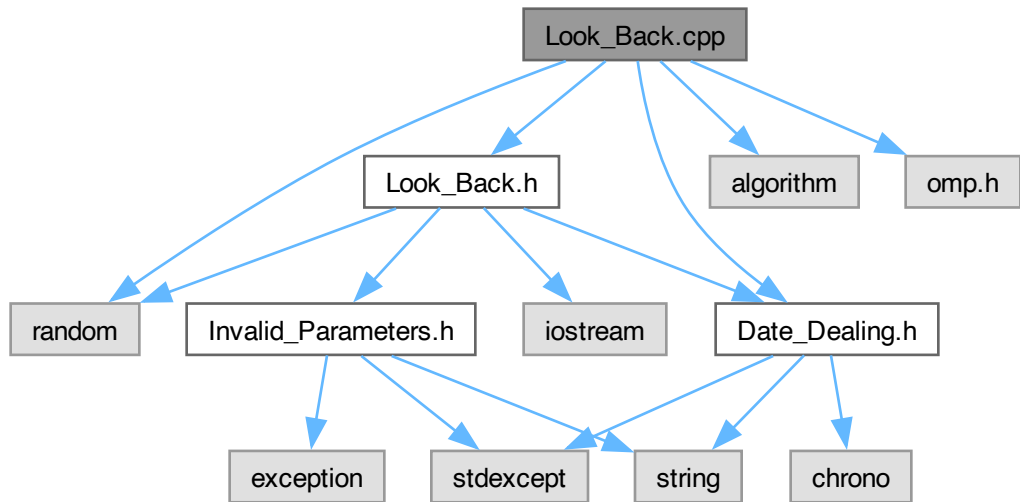 Look_Back.cpp
Look_Back.h
algorithm
omp.h
random
Invalid_Parameters.h
iostream
Date_Dealing.h
exception
stdexcept
string
chrono